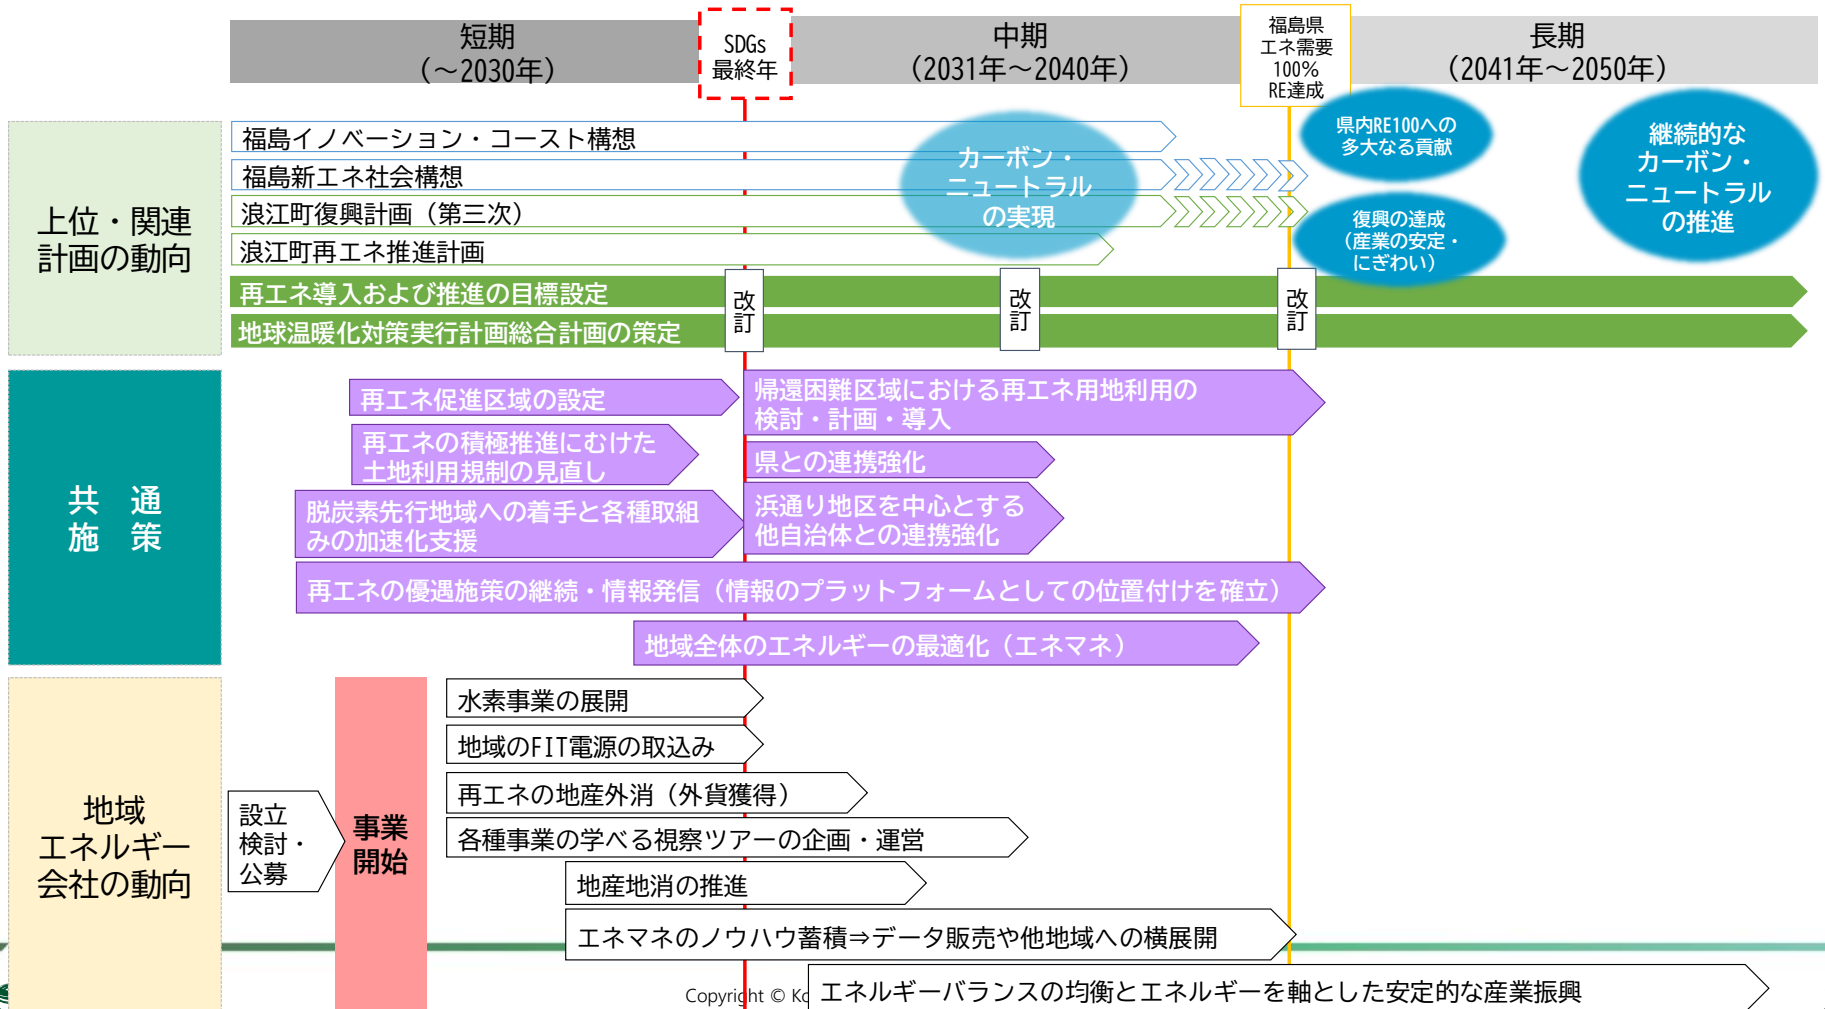 短期
（～2030年）
SDGs
最終年
中期
（2031年～2040年）
福島県
エネ需要
100%
RE達成
長期
（2041年～2050年）
上位・関連
計画の動向
福島イノベーション・コースト構想
福島新エネ社会構想
浪江町復興計画（第三次）
浪江町再エネ推進計画
カーボン・
ニュートラル
の実現
県内RE100への
多大なる貢献
復興の達成
（産業の安定・
にぎわい）
継続的な
カーボン・
ニュートラル
の推進
再エネ導入および推進の目標設定
地球温暖化対策実行計画総合計画の策定
改
訂
改
訂
改
訂
共　通
施　策
再エネ促進区域の設定
帰還困難区域における再エネ用地利用の
検討・計画・導入
再エネの積極推進にむけた
土地利用規制の見直し
県との連携強化
脱炭素先行地域への着手と各種取組
みの加速化支援
浜通り地区を中心とする
他自治体との連携強化
再エネの優遇施策の継続・情報発信（情報のプラットフォームとしての位置付けを確立）
地域全体のエネルギーの最適化（エネマネ）
地域
エネルギー
会社の動向
設立
検討・
公募
事業
開始
水素事業の展開
地域のFIT電源の取込み
再エネの地産外消（外貨獲得）
各種事業の学べる視察ツアーの企画・運営
地産地消の推進
エネマネのノウハウ蓄積⇒データ販売や他地域への横展開
エネルギーバランスの均衡とエネルギーを軸とした安定的な産業振興
Copyright ©